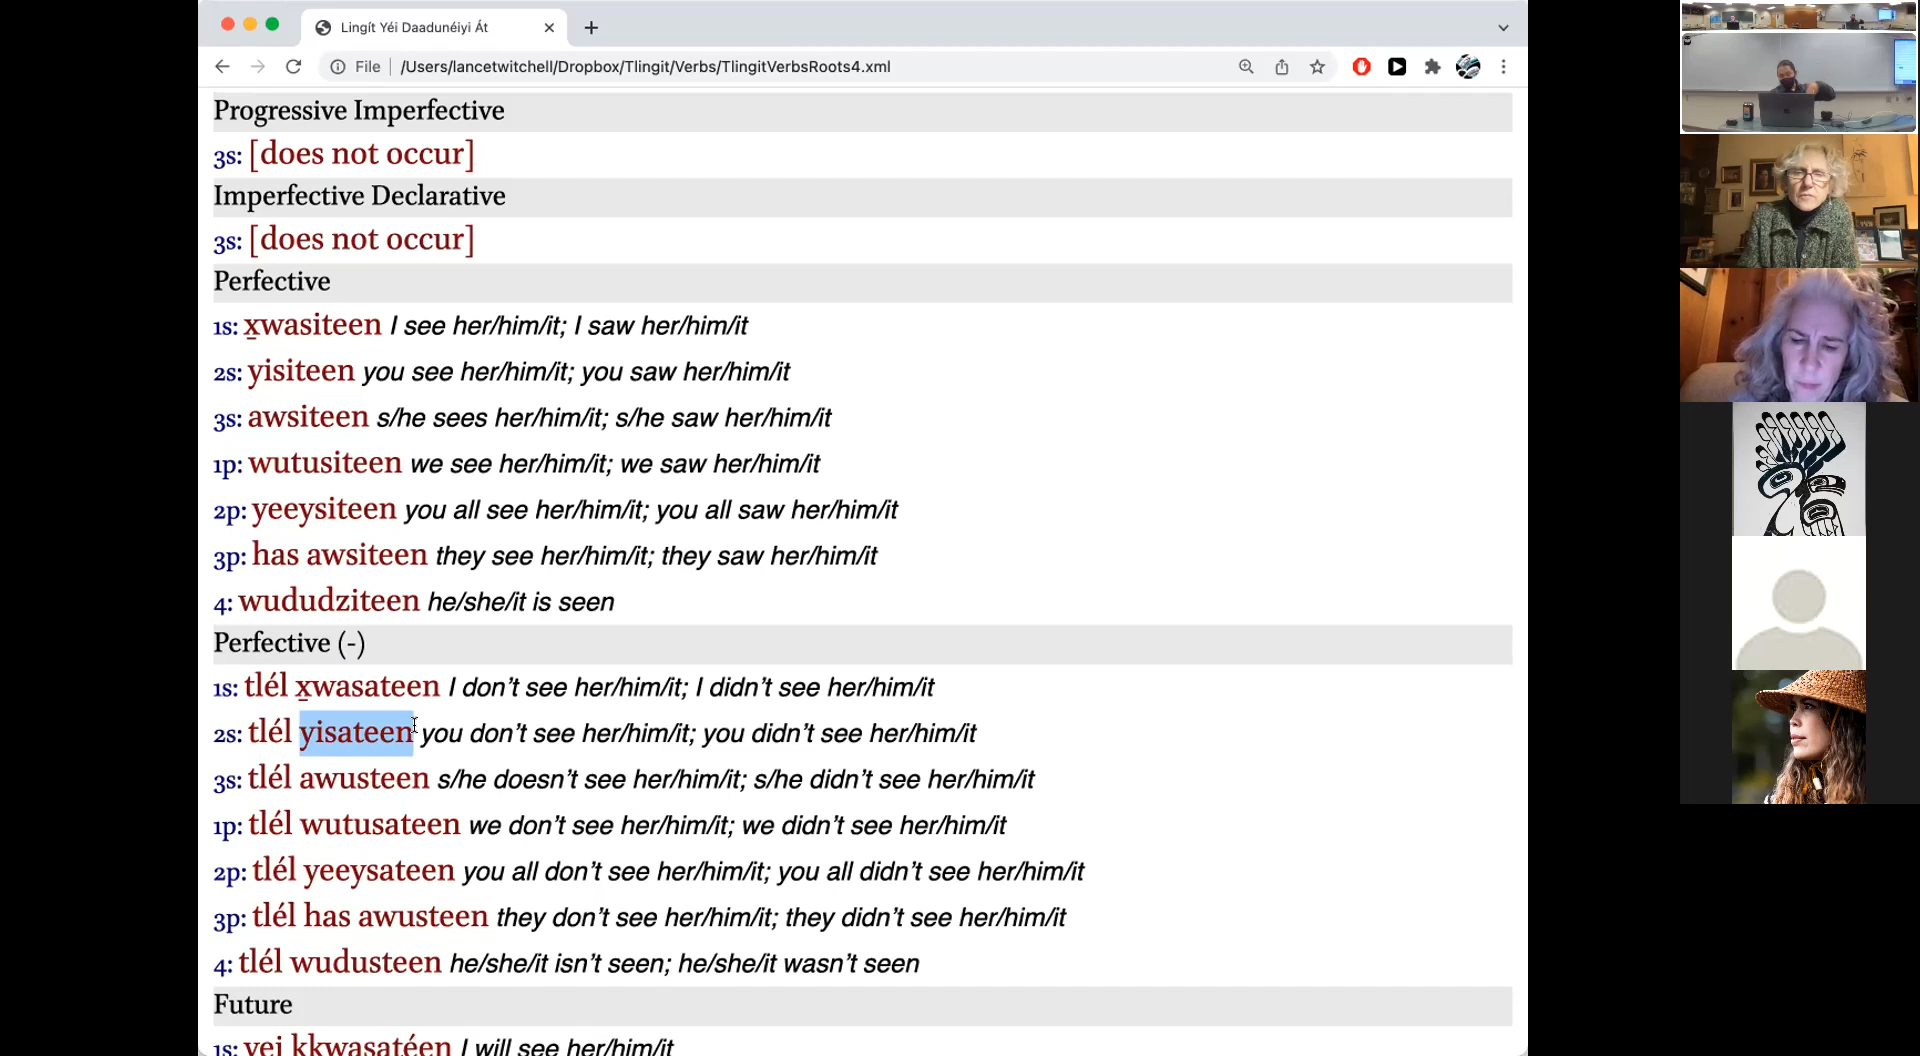 Lingít Yéi Daadunéiyi Át
File /Users/lancetwitchell/Dropbox/Tlingit/Verbs/TlingitVerbsRoots4.xml
Progressive Imperfective
3s: [does not occur]
Imperfective Declarative
3s: [does not occur]
Perfective
1s: x̱wasiteen I see her/him/it; I saw her/him/it
2s: yisiteen you see her/him/it; you saw her/him/it
3s: awsiteen s/he sees her/him/it; s/he saw her/him/it
1p: wutusiteen we see her/him/it; we saw her/him/it
2p: yeeysiteen you all see her/him/it; you all saw her/him/it
3p: has awsiteen they see her/him/it; they saw her/him/it
4: wududziteen he/she/it is seen
Perfective (-)
1s: tlél x̱wasateen I don’t see her/him/it; I didn’t see her/him/it
2s: tlél yisateen you don’t see her/him/it; you didn’t see her/him/it
3s: tlél awusteen s/he doesn’t see her/him/it; s/he didn’t see her/him/it
1p: tlél wutusateen we don’t see her/him/it; we didn’t see her/him/it
2p: tlél yeeysateen you all don’t see her/him/it; you all didn’t see her/him/it
3p: tlél has awusteen they don’t see her/him/it; they didn’t see her/him/it
4: tlél wudusteen he/she/it isn’t seen; he/she/it wasn’t seen
Future
1s: yei kkwasatéen I will see her/him/it